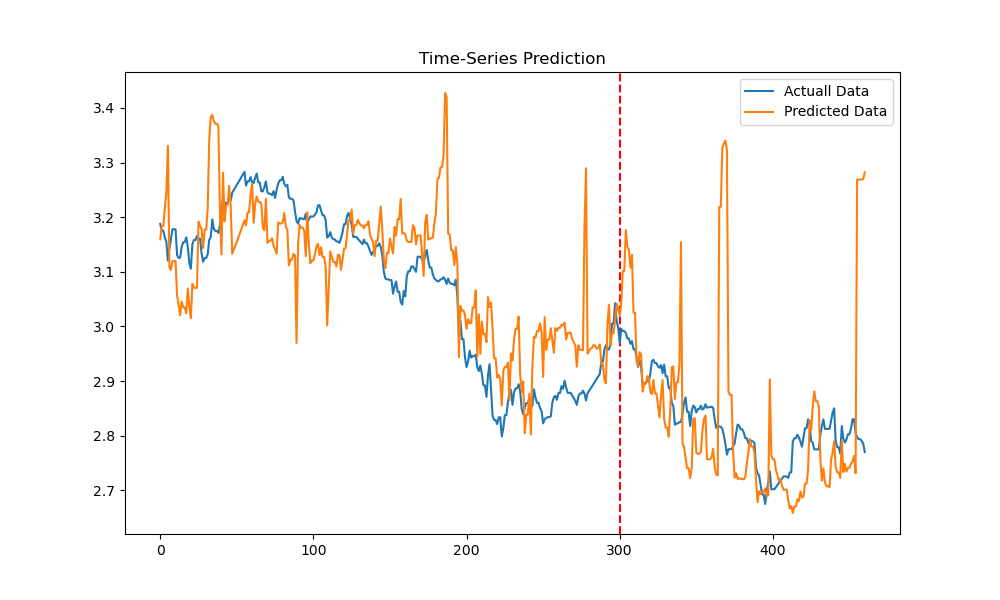 Time-Series Prediction
Actuall Data
Predicted Data
3.4
3.3
3.2
3.1
3.0
2.9
2.8
2.7
0 100 200 300 400